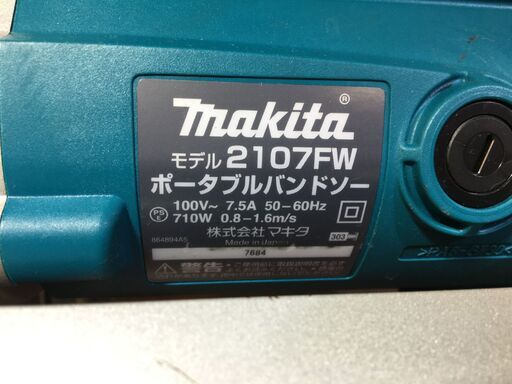 makita®
モデル 2107FW
ポータブルバンドソー
100V～ 7.5A 50−60Hz
710W 0.8−1.6m/s
株式会社 マキタ
864894A5
Made in Japan
303
7684
警告